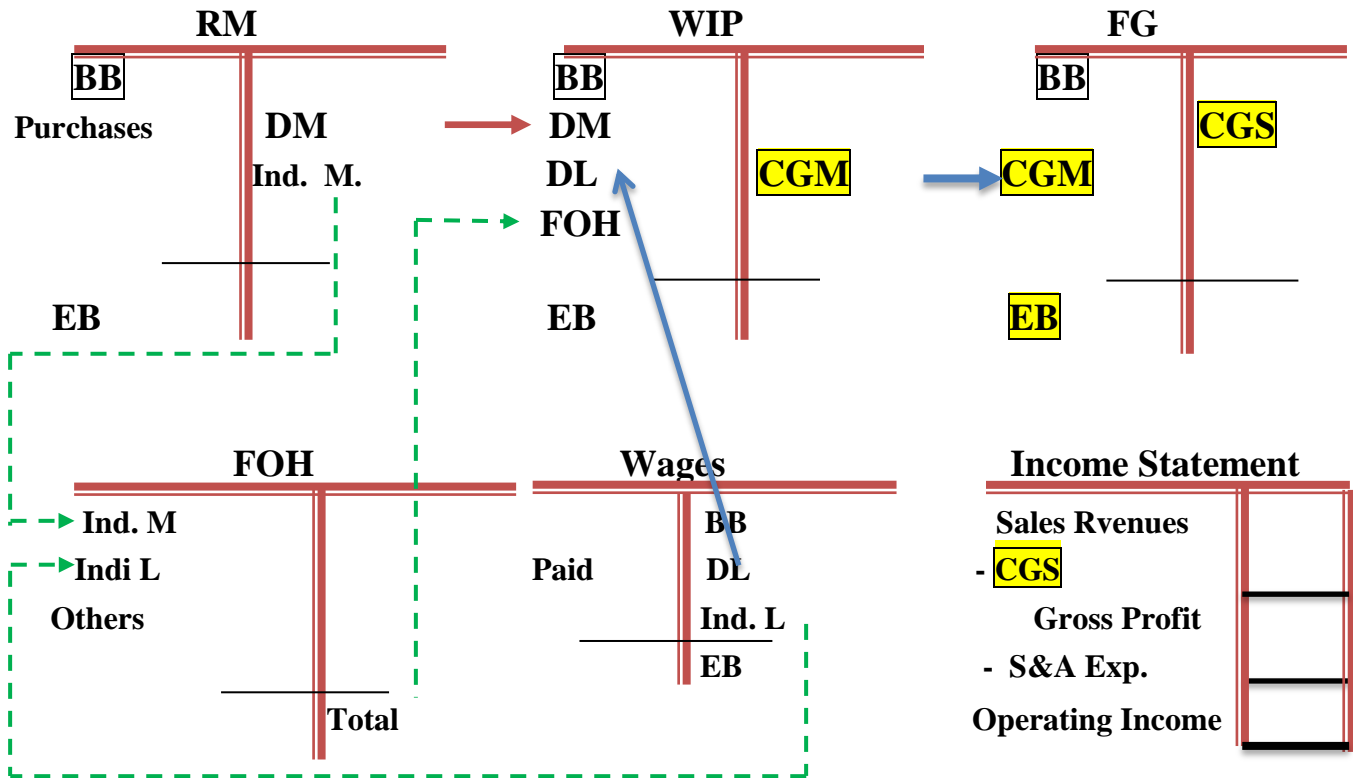 RM
BB
Purchases
DM
Ind. M.
EB
WIP
BB
DM
DL
FOH
CGM
EB
FG
BB
CGS
CGM
EB
FOH
Ind. M
Indi L
Others
Total
Wages
BB
Paid
DL
Ind. L
EB
Income Statement
Sales Rvenues
- CGS
Gross Profit
- S&A Exp.
Operating Income